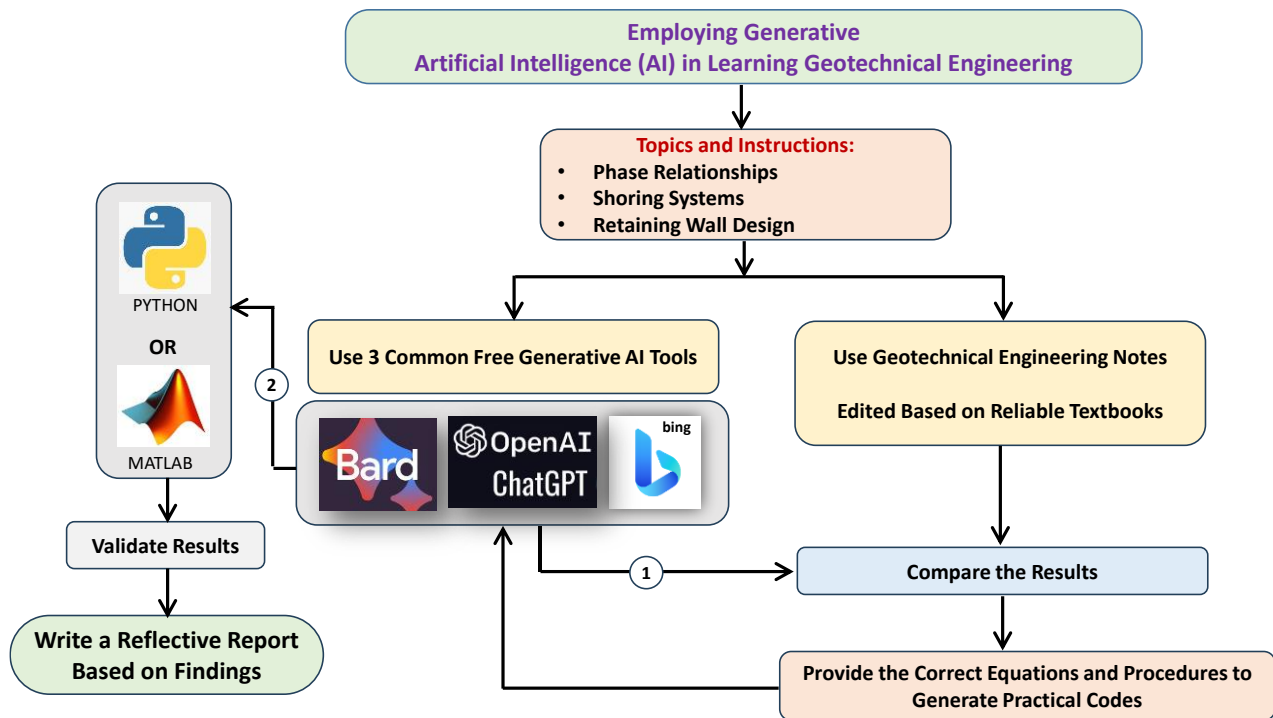 Employing Generative
Artificial Intelligence (AI) in Learning Geotechnical Engineering
Topics and Instructions:
• Phase Relationships
• Shoring Systems
• Retaining Wall Design
PYTHON
OR
MATLAB
2
Use 3 Common Free Generative AI Tools
Use Geotechnical Engineering Notes
Edited Based on Reliable Textbooks
Bard
OpenAI
ChatGPT
bing
Validate Results
1
Compare the Results
Write a Reflective Report
Based on Findings
Provide the Correct Equations and Procedures to
Generate Practical Codes